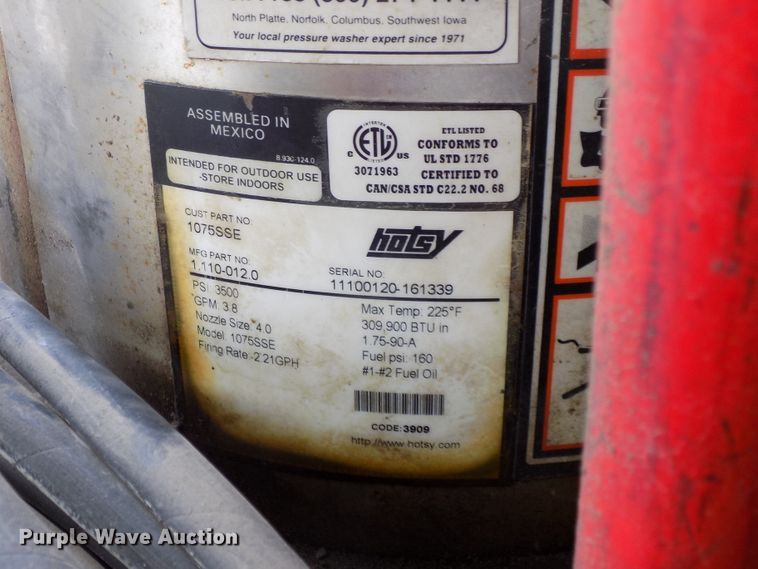 North Platte, Norfolk, Columbus, Southwest Iowa
Your local pressure washer expert since 1971
ASSEMBLED IN
MEXICO
8.930-124.0
INTENDED FOR OUTDOOR USE
-STORE INDOORS
INTERTEK
ETL
CM
LISTED
C US
3071963
ETL LISTED
CONFORMS TO
UL STD 1776
CERTIFIED TO
CAN/CSA STD C22.2 NO. 68
CUST PART NO.
1075SSE
hotsy
MFG PART NO:
1.110-012.0
SERIAL NO:
11100120-161339
PSI: 3500
GPM: 3.8
Nozzle Size: 4.0
Model: 1075SSE
Firing Rate: 2.21GPH
Max Temp: 225°F
309,900 BTU in
1.75-90-A
Fuel psi: 160
#1-#2 Fuel Oil
CODE: 3909
http://www.hotsy.com
Purple Wave Auction